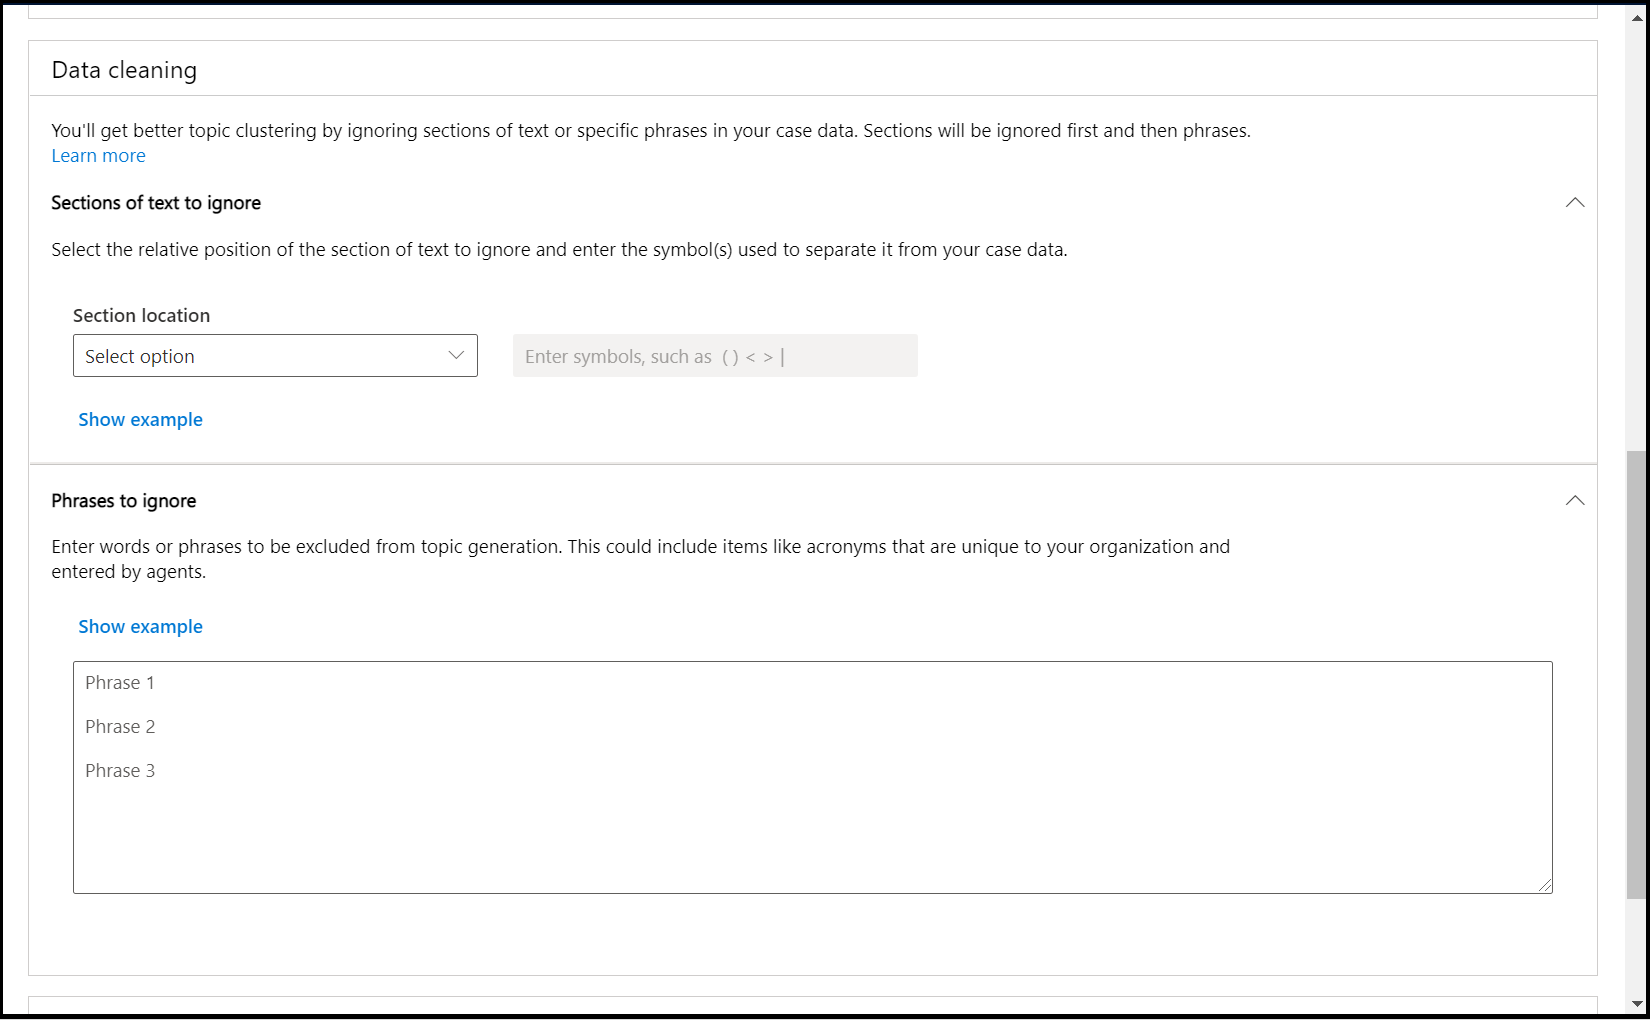 Data cleaning
You'll get better topic clustering by ignoring sections of text or specific phrases in your case data. Sections will be ignored first and then phrases.
Learn more
Sections of text to ignore
Select the relative position of the section of text to ignore and enter the symbol(s) used to separate it from your case data.
Section location
Select option
Enter symbols, such as  ( ) < > |
Show example
Phrases to ignore
Enter words or phrases to be excluded from topic generation. This could include items like acronyms that are unique to your organization and
entered by agents.
Show example
Phrase 1
Phrase 2
Phrase 3